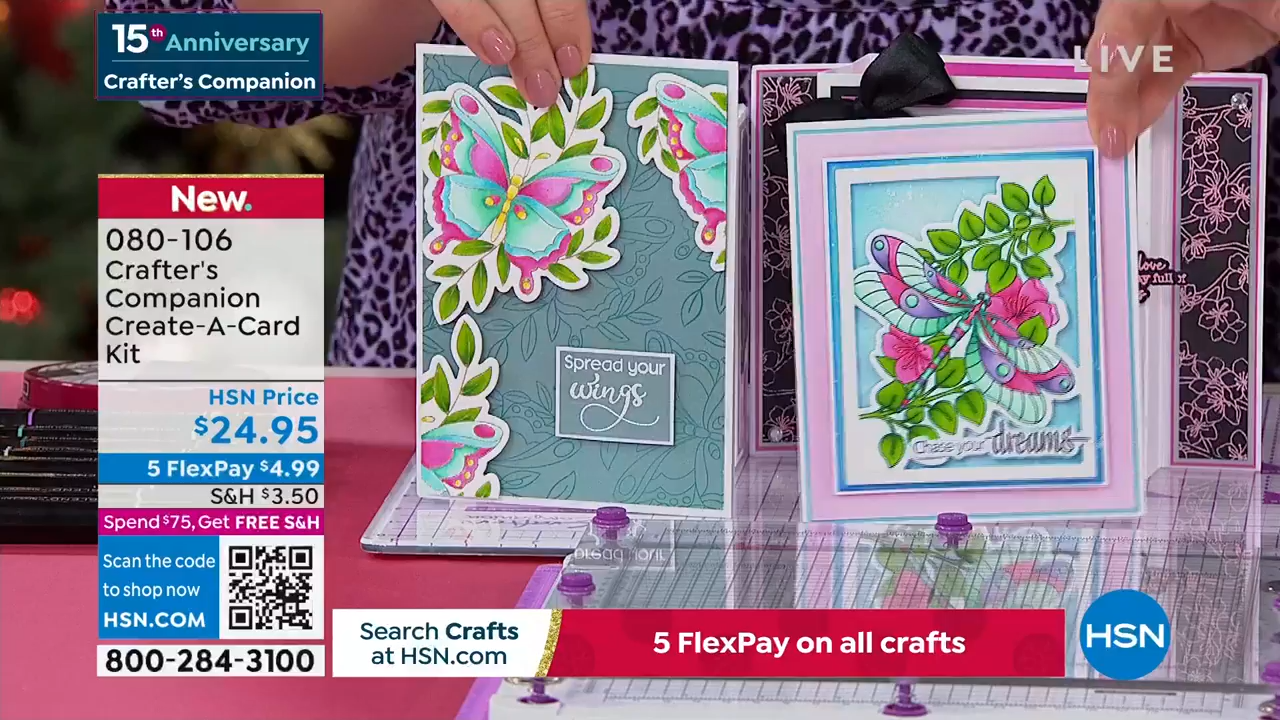 15th Anniversary
Crafter's Companion
LIVE
New.
080-106
Crafter's
Companion
Create-A-Card
Kit
HSN Price
$24.95
5 FlexPay $4.99
S&H $3.50
Spend $75, Get FREE S&H
Scan the code
to shop now
HSN.COM
800-284-3100
Spread your
wings
Chase your dreams
love
Search Crafts
at HSN.com
5 FlexPay on all crafts
HSN